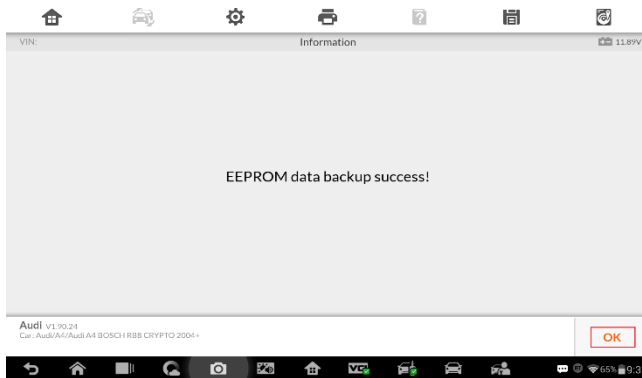 VIN:
Information
11.89V
EEPROM data backup success!
Audi V1.90.24
Car: Audi/A4/Audi A4 BOSCH RB8 CRYPTO 2004+
OK
65%